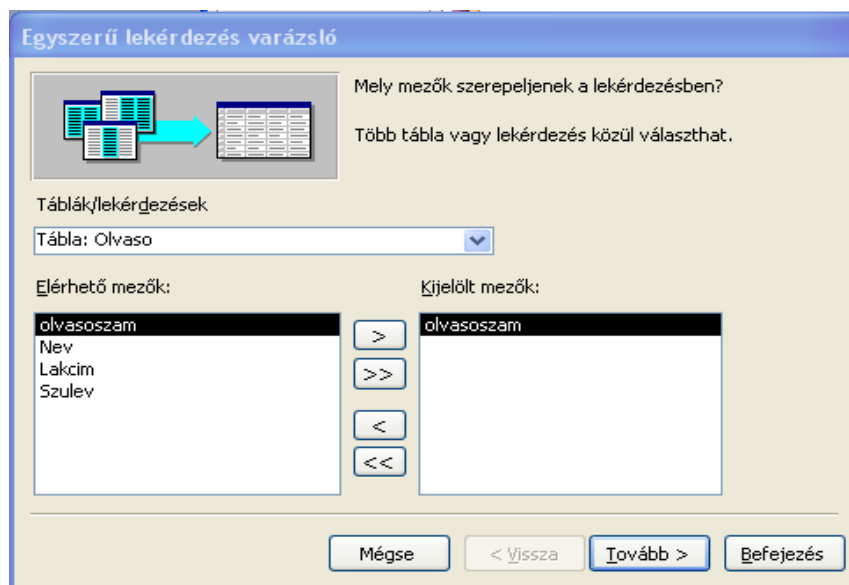 Egyszerű lekérdezés varázsló
Mely mezők szerepeljenek a lekérdezésben?
Több tábla vagy lekérdezés közül választhat.
Táblák/lekérdezések
Tábla: Olvaso
Elérhető mezők:
olvasoszam
Nev
Lakcim
Szulev
>
>>
<
<<
Kijelölt mezők:
olvasoszam
Mégse
< Vissza
Tovább >
Befejezés